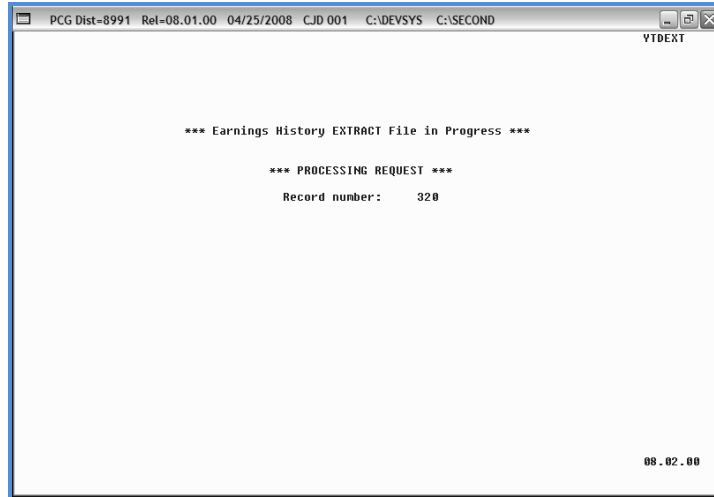 PCG Dist=8991 Rel=08.01.00 04/25/2008 CJD 001 C:\DEVSYS C:\SECOND
YTDEXT
*** Earnings History EXTRACT File in Progress ***
*** PROCESSING REQUEST ***
Record number: 320
08.02.00